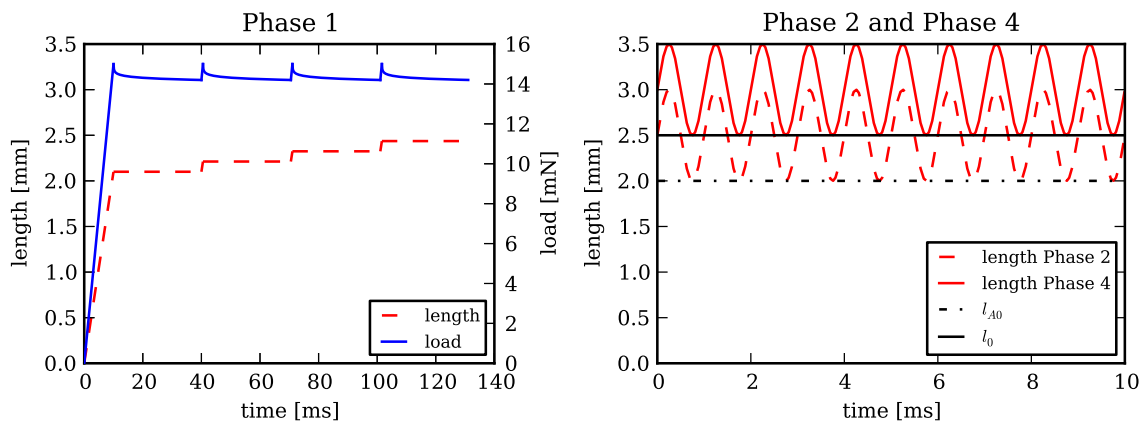 Phase 1
3.5
3.0
2.5
2.0
1.5
1.0
0.5
0.0
length [mm]
16
14
12
10
8
6
4
2
0
load [mN]
length
load
0 20 40 60 80 100 120 140
time [ms]
Phase 2 and Phase 4
3.5
3.0
2.5
2.0
1.5
1.0
0.5
0.0
length [mm]
length Phase 2
length Phase 4
l_{A0}
l_0
0 2 4 6 8 10
time [ms]